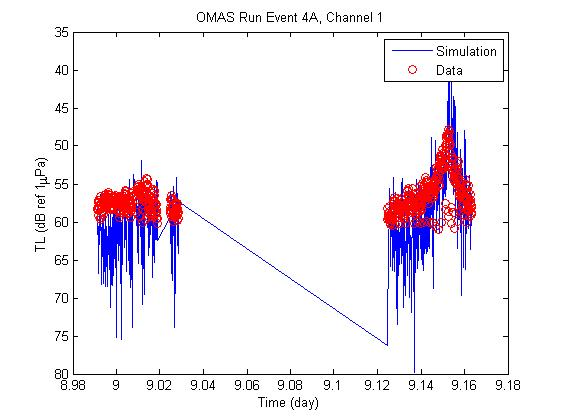 OMAS Run Event 4A, Channel 1
35
40
45
50
55
60
65
70
75
80
TL (dB ref 1μPa)
Simulation
Data
8.98 9 9.02 9.04 9.06 9.08 9.1 9.12 9.14 9.16 9.18
Time (day)